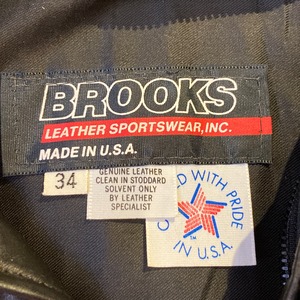 BROOKS
LEATHER SPORTSWEAR, INC.
MADE IN U.S.A.
34
GENUINE LEATHER
CLEAN IN STODDARD
SOLVENT ONLY
BY LEATHER
SPECIALIST
D WITH PRIDE
IN U.S.A.